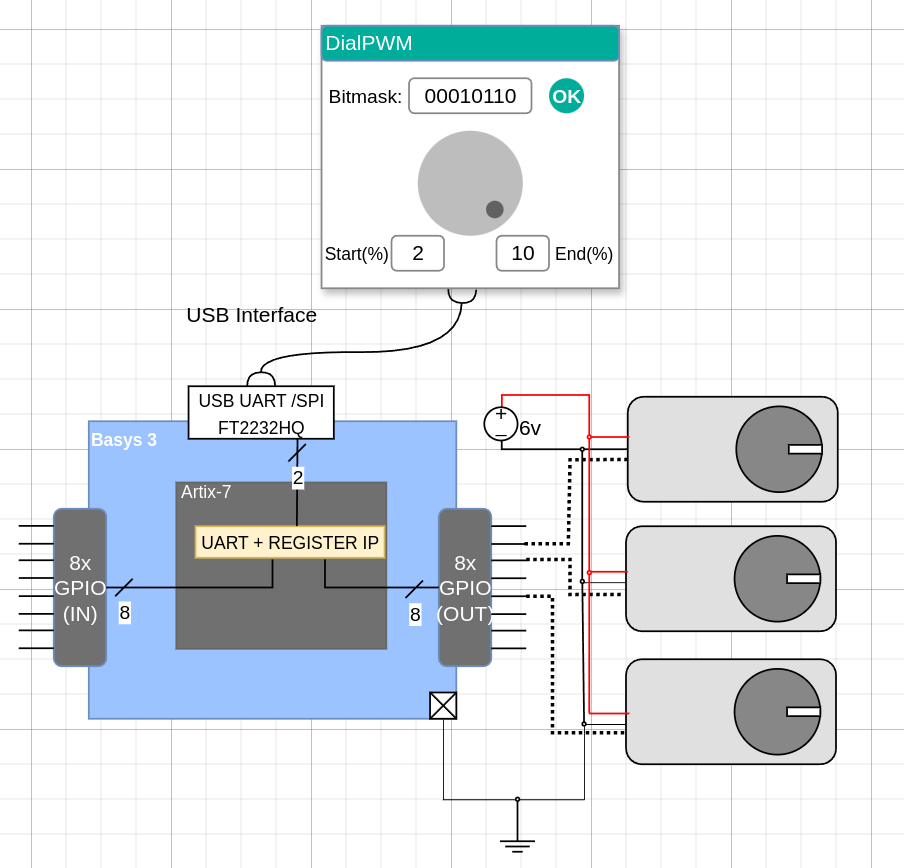 DialPWM
Bitmask: 00010110 OK
Start(%) 2 10 End(%)
USB Interface
USB UART /SPI
FT2232HQ
Basys 3
2
Artix-7
UART + REGISTER IP
8x
GPIO
(IN)
8
8
8x
GPIO
(OUT)
+
−
6v